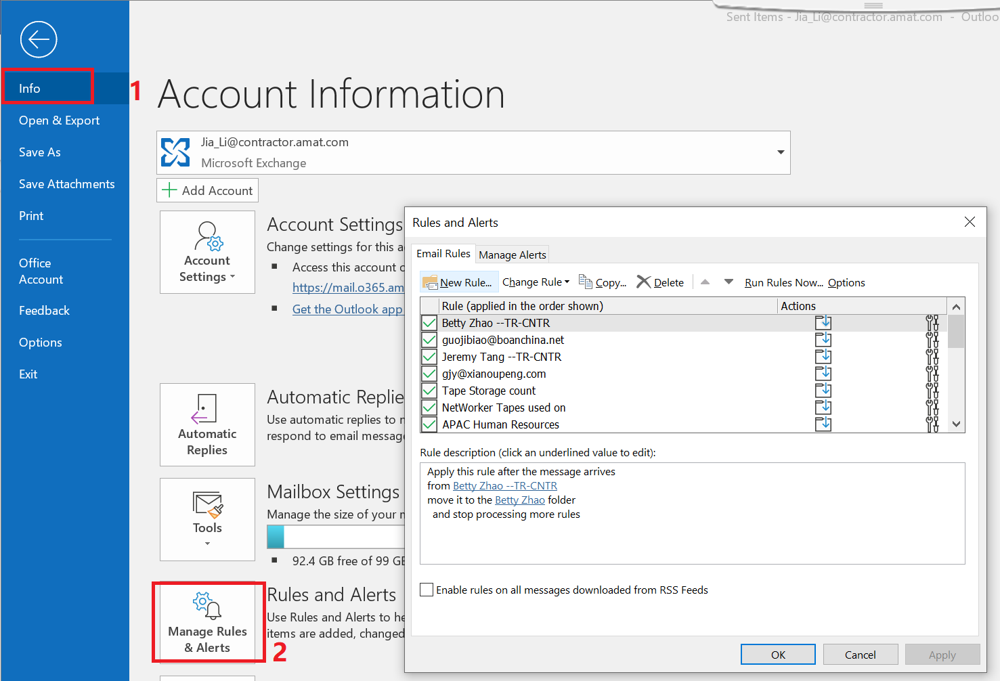 Sent Items - Jia_Li@contractor.amat.com - Outloo
Info
1
Open & Export
Save As
Save Attachments
Print
Office
Account
Feedback
Options
Exit
Account Information
Jia_Li@contractor.amat.com
Microsoft Exchange
Add Account
Account
Settings
Account Settings
Change settings for this a
Access this account o
https://mail.o365.am
Get the Outlook app
Automatic
Replies
Automatic Replie
Use automatic replies to n
respond to email message
Tools
Mailbox Settings
Manage the size of your n
92.4 GB free of 99 GB
Manage Rules
& Alerts
2
Rules and Alerts
Use Rules and Alerts to he
items are added, changed
Rules and Alerts
Email Rules
Manage Alerts
New Rule...
Change Rule
Copy...
Delete
Run Rules Now...
Options
Rule (applied in the order shown)
Actions
Betty Zhao --TR-CNTR
guojibiao@boanchina.net
Jeremy Tang --TR-CNTR
gjy@xianoupeng.com
Tape Storage count
NetWorker Tapes used on
APAC Human Resources
Rule description (click an underlined value to edit):
Apply this rule after the message arrives
from Betty Zhao --TR-CNTR
move it to the Betty Zhao folder
and stop processing more rules
Enable rules on all messages downloaded from RSS Feeds
OK
Cancel
Apply